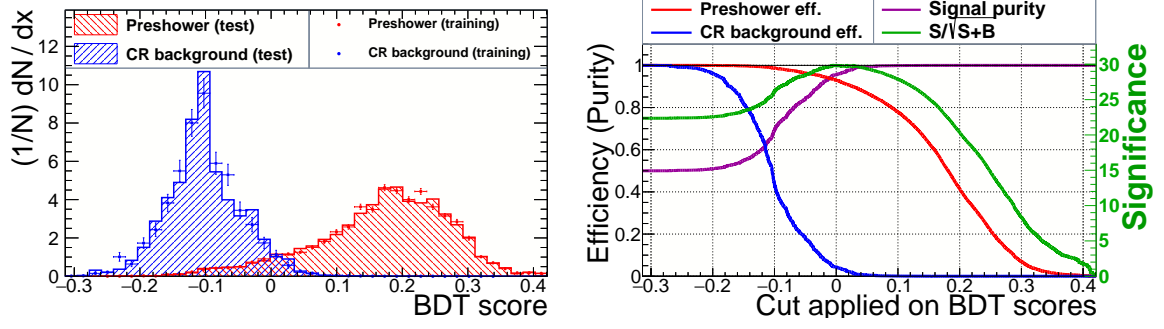 Preshower (test)
Preshower (training)
CR background (test)
CR background (training)
(1/N) dN / dx
12
10
8
6
4
2
0
−0.3 −0.2 −0.1 0 0.1 0.2 0.3 0.4
BDT score
Preshower eff.
Signal purity
CR background eff.
S/√S+B
Efficiency (Purity)
1
0.8
0.6
0.4
0.2
0
−0.3 −0.2 −0.1 0 0.1 0.2 0.3 0.4
Cut applied on BDT scores
30
25
20
15
10
5
0
Significance